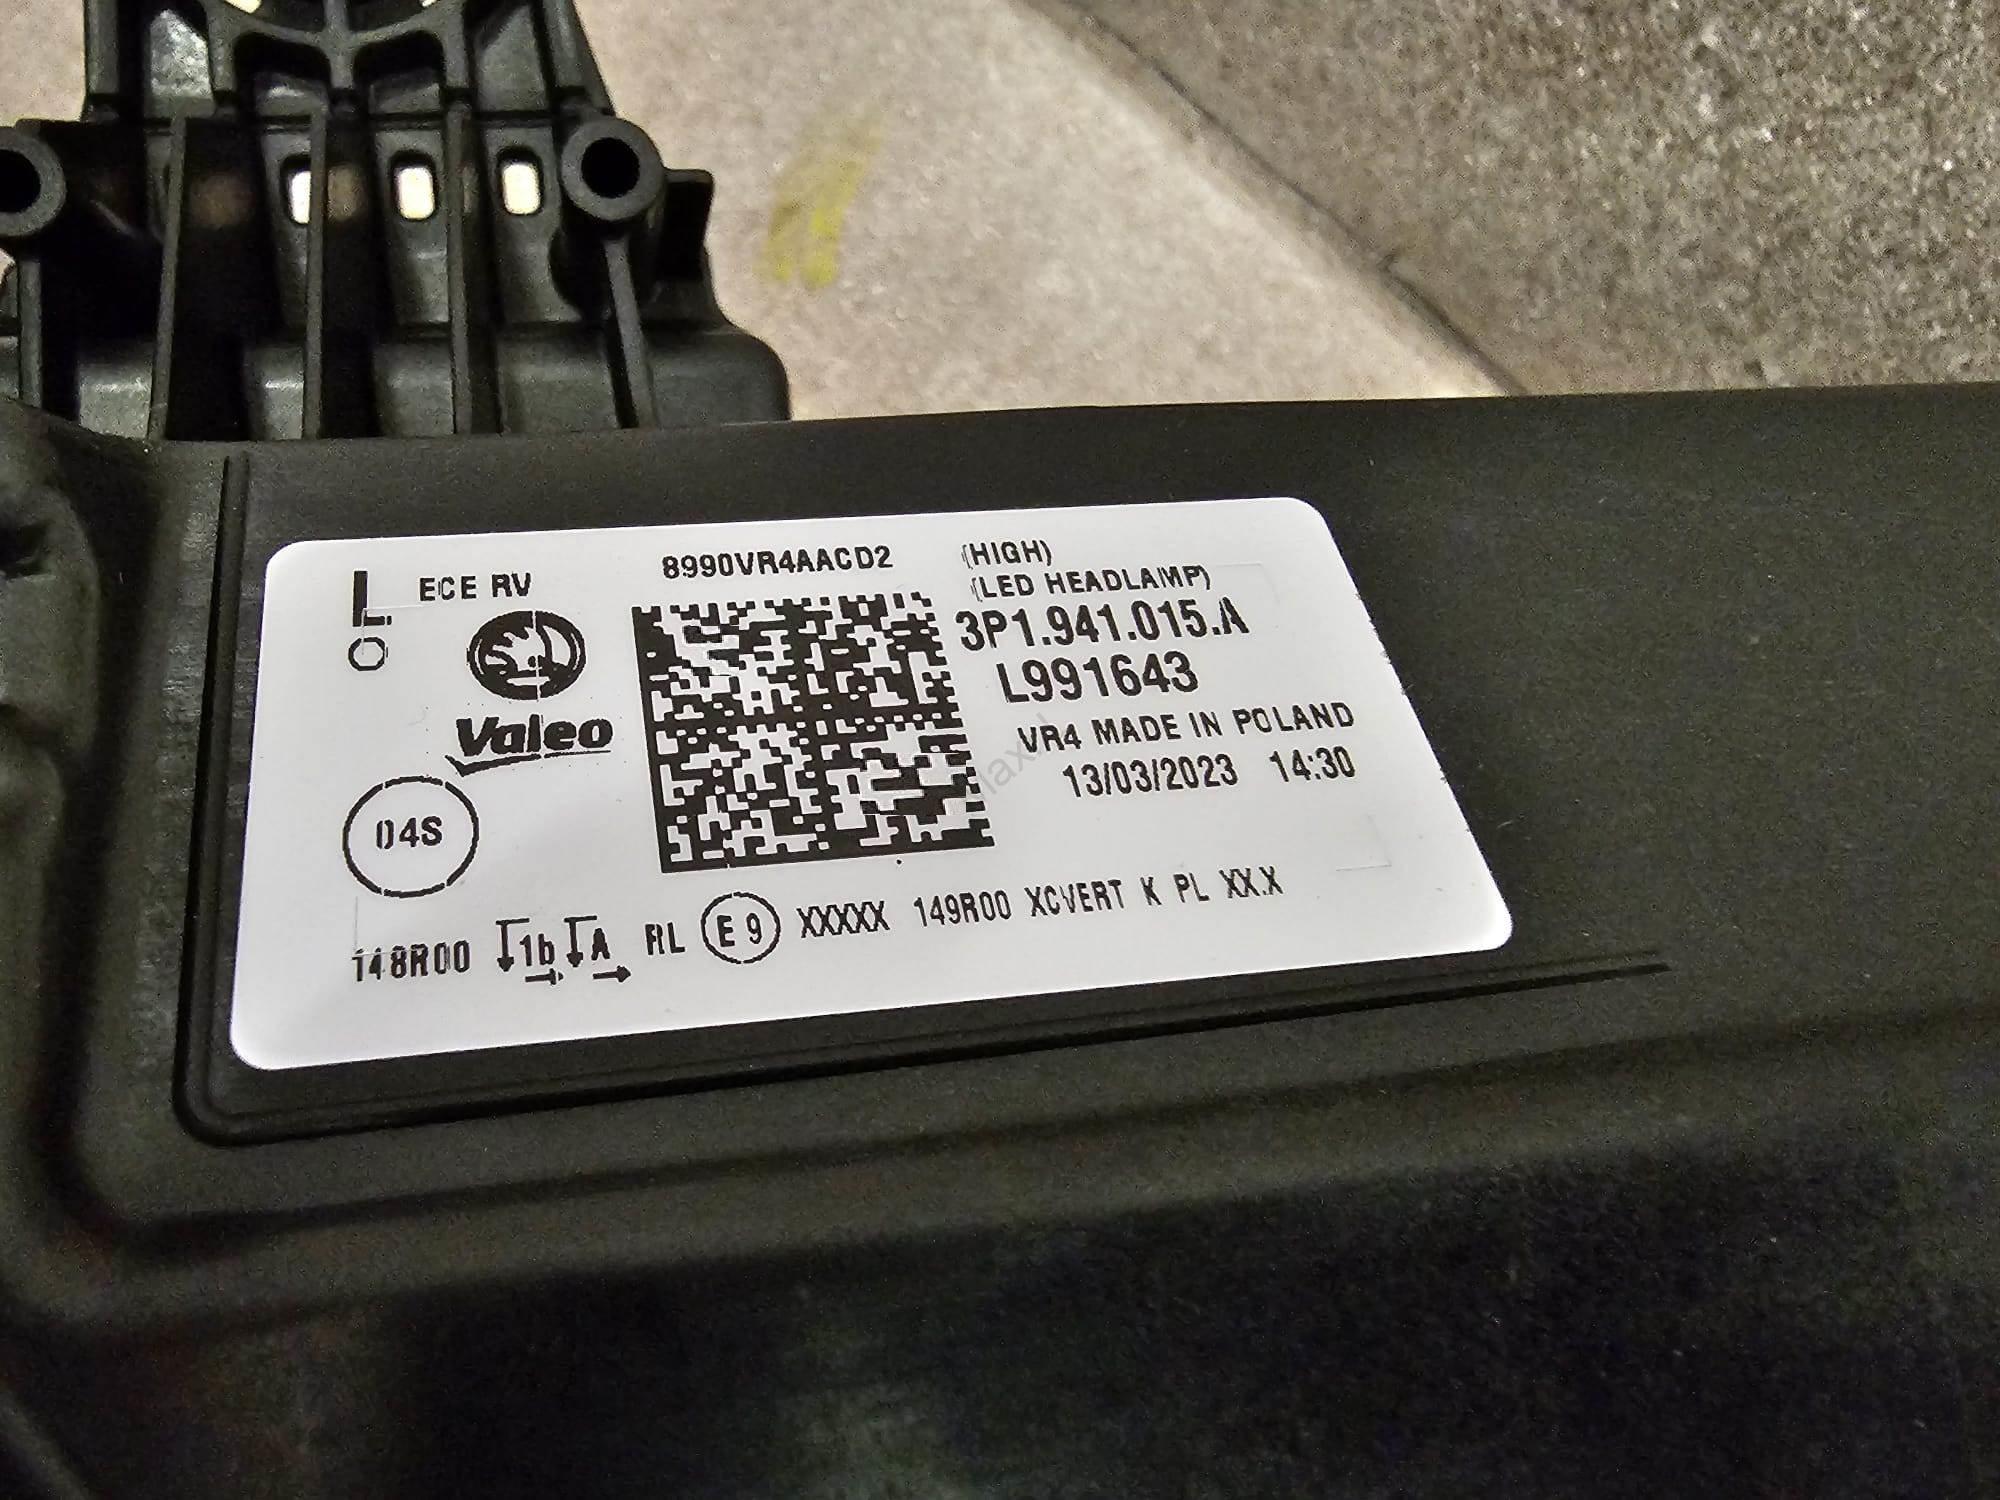 ECE RV
8990VR4AACD2
(HIGH)
(LED HEADLAMP)
3P1.941.015.A
L991643
Valeo
VR4 MADE IN POLAND
13/03/2023 14:30
04S
148R00 1b A RL E9 XXXXX 149R00 XCVERT K PL XX.X